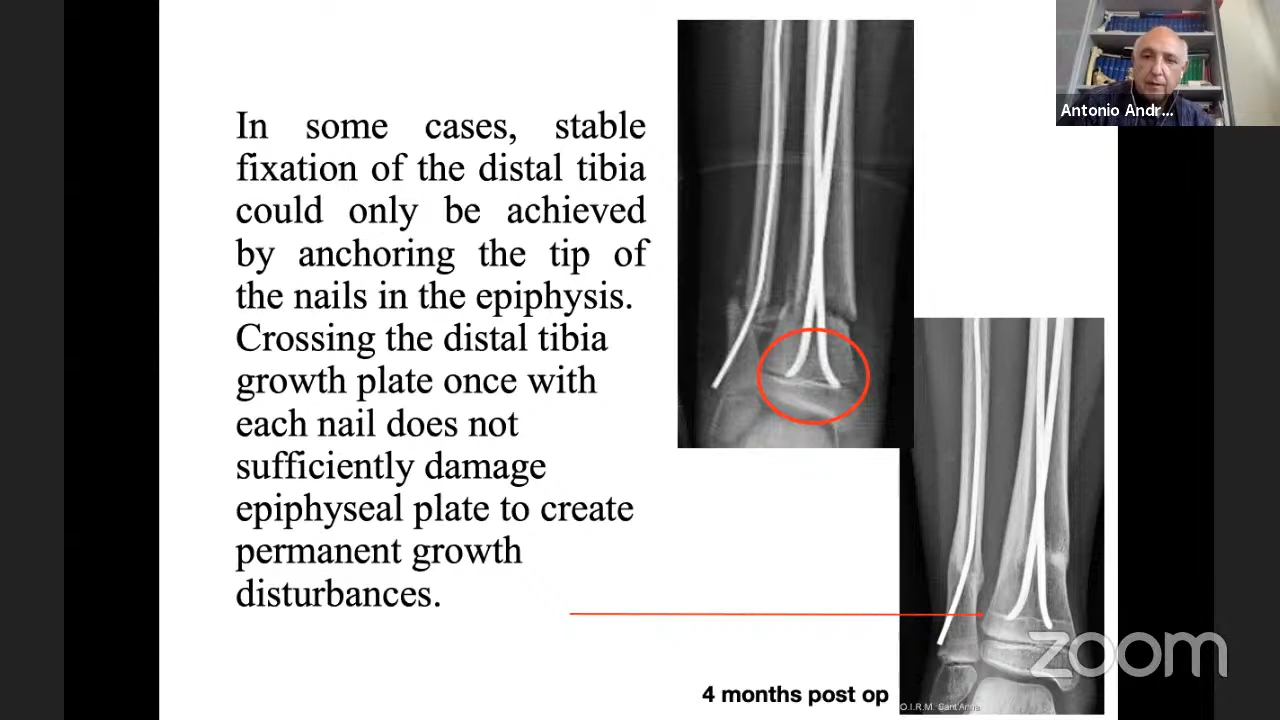 In some cases, stable
fixation of the distal tibia
could only be achieved
by anchoring the tip of
the nails in the epiphysis.
Crossing the distal tibia
growth plate once with
each nail does not
sufficiently damage
epiphyseal plate to create
permanent growth
disturbances.
4 months post op
O.I.R.M. Sant'Anna
Antonio Andr...
zoom